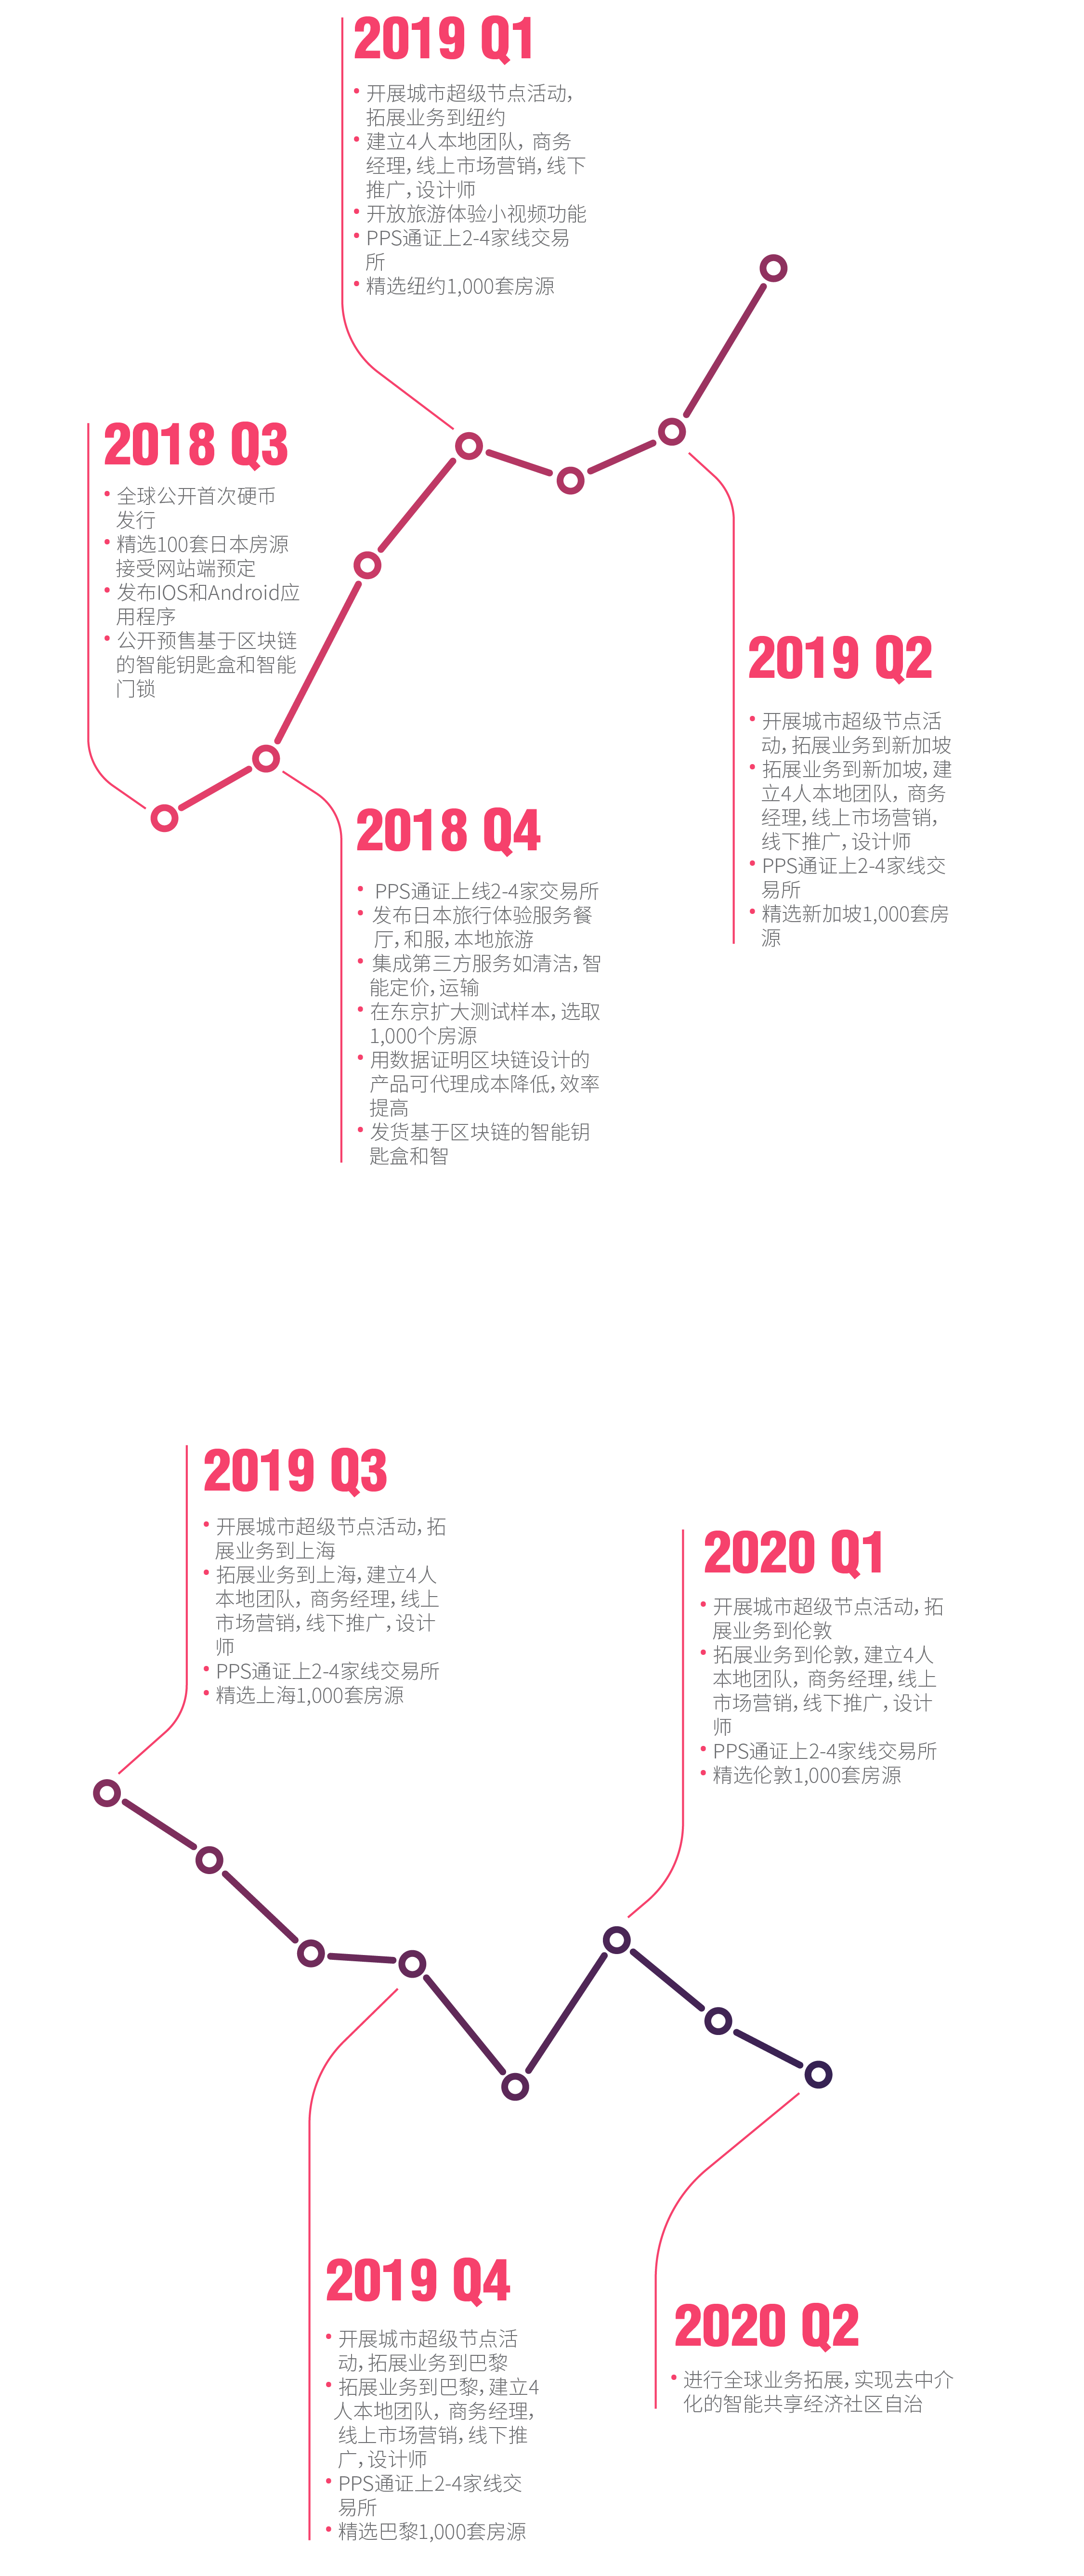 2019 Q1
• 开展城市超级节点活动,
拓展业务到纽约
• 建立4人本地团队, 商务
经理, 线上市场营销, 线下
推广, 设计师
• 开放旅游体验小视频功能
• PPS通证上2-4家线交易
所
• 精选纽约1,000套房源
2018 Q3
• 全球公开首次硬币
发行
• 精选100套日本房源
接受网站端预定
• 发布IOS和Android应
用程序
• 公开预售基于区块链
的智能钥匙盒和智能
门锁
2019 Q2
• 开展城市超级节点活
动, 拓展业务到新加坡
• 拓展业务到新加坡, 建
立4人本地团队, 商务
经理, 线上市场营销,
线下推广, 设计师
• PPS通证上2-4家线交
易所
• 精选新加坡1,000套房
源
2018 Q4
• PPS通证上线2-4家交易所
• 发布日本旅行体验服务餐
厅, 和服, 本地旅游
• 集成第三方服务如清洁, 智
能定价, 运输
• 在东京扩大测试样本, 选取
1,000个房源
• 用数据证明区块链设计的
产品可代理成本降低, 效率
提高
• 发货基于区块链的智能钥
匙盒和智
2019 Q3
• 开展城市超级节点活动, 拓
展业务到上海
• 拓展业务到上海, 建立4人
本地团队, 商务经理, 线上
市场营销, 线下推广, 设计
师
• PPS通证上2-4家线交易所
• 精选上海1,000套房源
2020 Q1
• 开展城市超级节点活动, 拓
展业务到伦敦
• 拓展业务到伦敦, 建立4人
本地团队, 商务经理, 线上
市场营销, 线下推广, 设计
师
• PPS通证上2-4家线交易所
• 精选伦敦1,000套房源
2019 Q4
• 开展城市超级节点活
动, 拓展业务到巴黎
• 拓展业务到巴黎, 建立4
人本地团队, 商务经理,
线上市场营销, 线下推
广, 设计师
• PPS通证上2-4家线交
易所
• 精选巴黎1,000套房源
2020 Q2
• 进行全球业务拓展, 实现去中介
化的智能共享经济社区自治